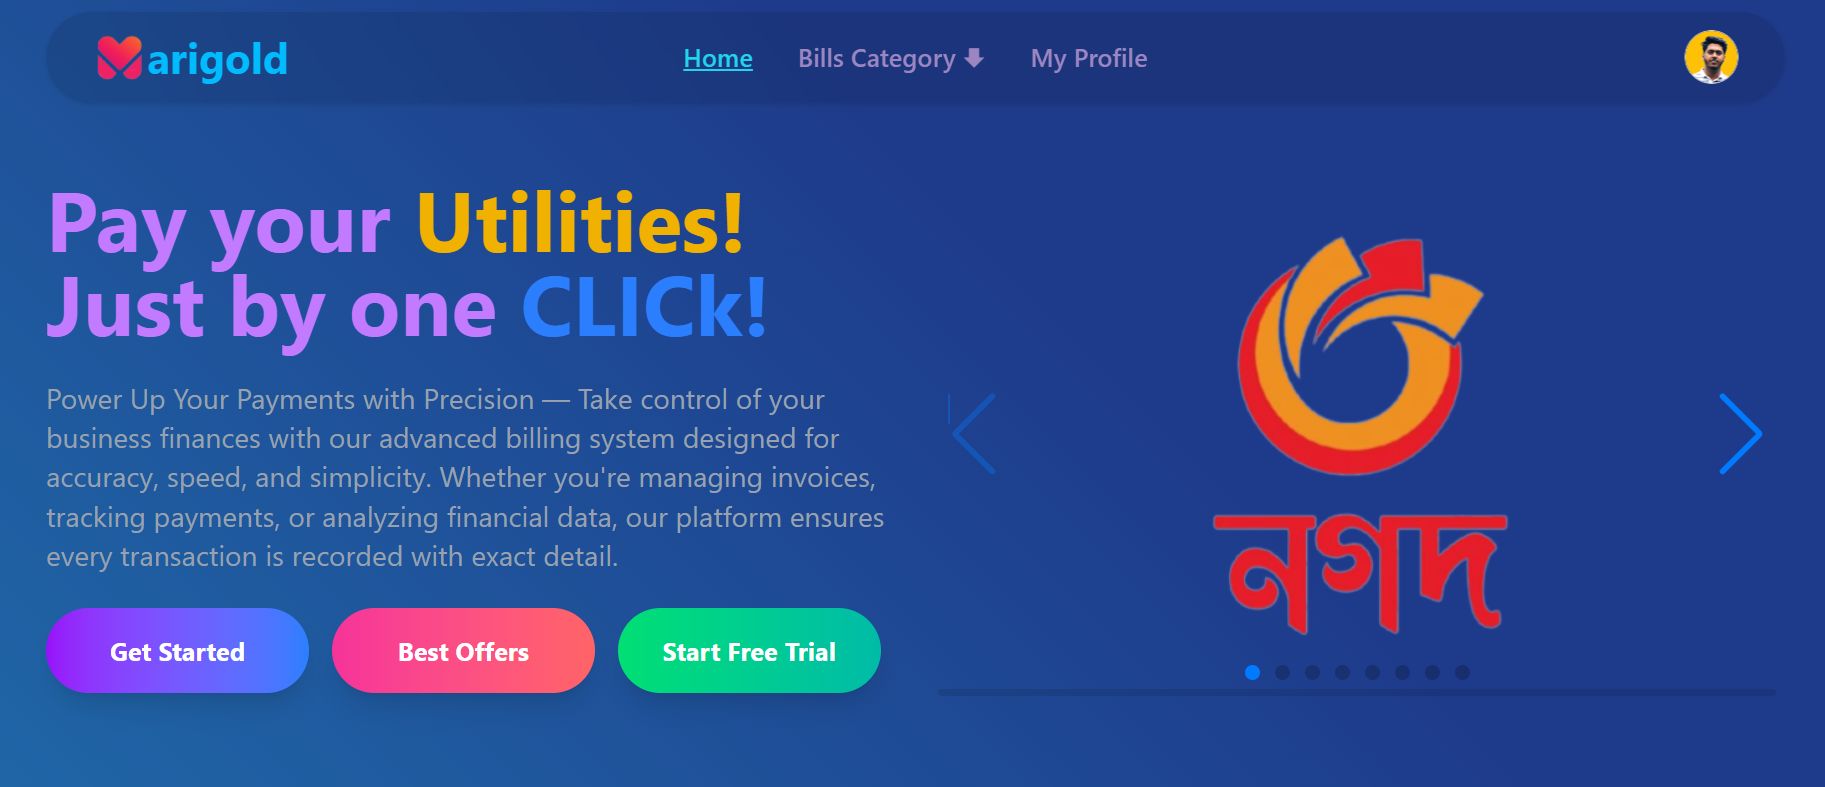 arigold
Home
Bills Category
My Profile
Pay your Utilities!
Just by one CLICk!
Power Up Your Payments with Precision — Take control of your
business finances with our advanced billing system designed for
accuracy, speed, and simplicity. Whether you're managing invoices,
tracking payments, or analyzing financial data, our platform ensures
every transaction is recorded with exact detail.
Get Started
Best Offers
Start Free Trial
নগদ